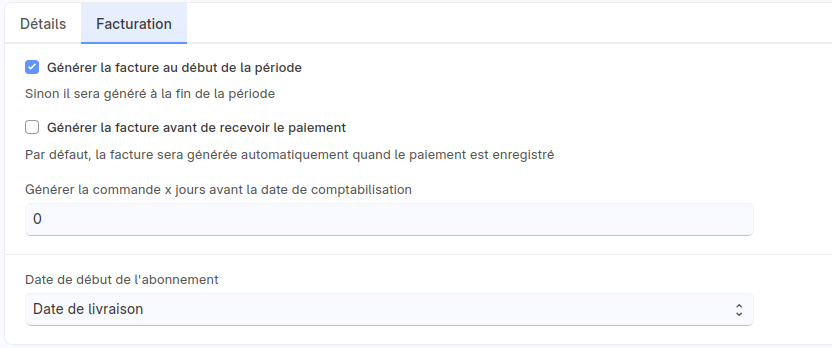 Détails
Facturation
Générer la facture au début de la période
Sinon il sera généré à la fin de la période
Générer la facture avant de recevoir le paiement
Par défaut, la facture sera générée automatiquement quand le paiement est enregistré
Générer la commande x jours avant la date de comptabilisation
0
Date de début de l'abonnement
Date de livraison